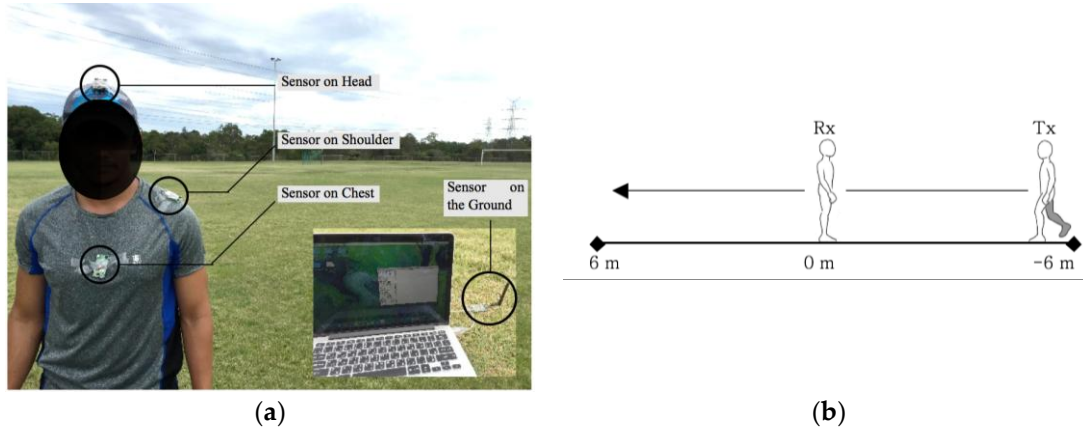 Sensor on Head
Sensor on Shoulder
Sensor on Chest
Sensor on
the Ground
Rx
Tx
6 m
0 m
-6 m
(a)
(b)